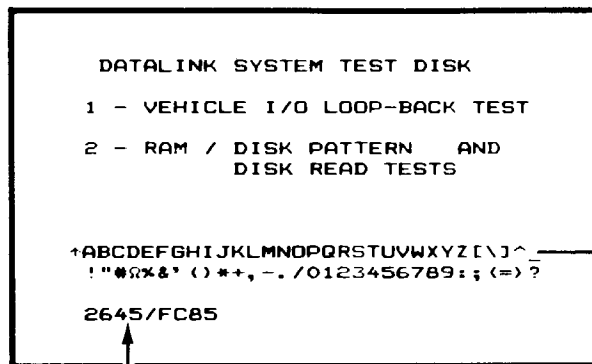 DATALINK SYSTEM TEST DISK
1 - VEHICLE I/O LOOP-BACK TEST
2 - RAM / DISK PATTERN AND
DISK READ TESTS
↑ABCDEFGHIJKLMNOPQRSTUVWXYZ[\]^_
!"#Ω%&'()*+,-./0123456789:;<=>?
2645/FC85